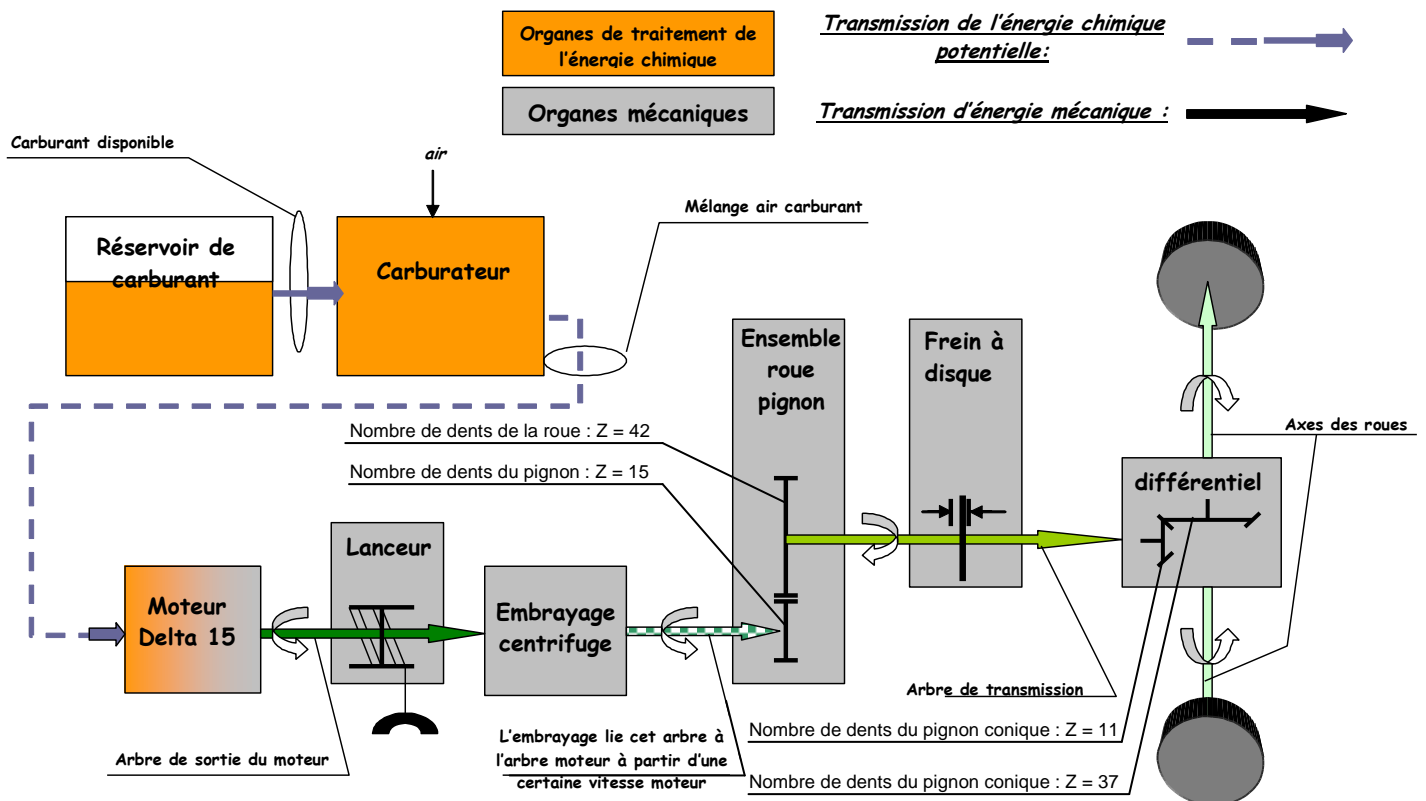 Organes de traitement de
l'énergie chimique
Transmission de l'énergie chimique
potentielle:
Organes mécaniques
Transmission d'énergie mécanique :
Carburant disponible
air
Mélange air carburant
Réservoir de
carburant
Carburateur
Ensemble
roue
pignon
Frein à
disque
Nombre de dents de la roue : Z = 42
Nombre de dents du pignon : Z = 15
Axes des roues
différentiel
Lanceur
Moteur
Delta 15
Embrayage
centrifuge
Arbre de transmission
Arbre de sortie du moteur
L'embrayage lie cet arbre à
l'arbre moteur à partir d'une
certaine vitesse moteur
Nombre de dents du pignon conique : Z = 11
Nombre de dents du pignon conique : Z = 37